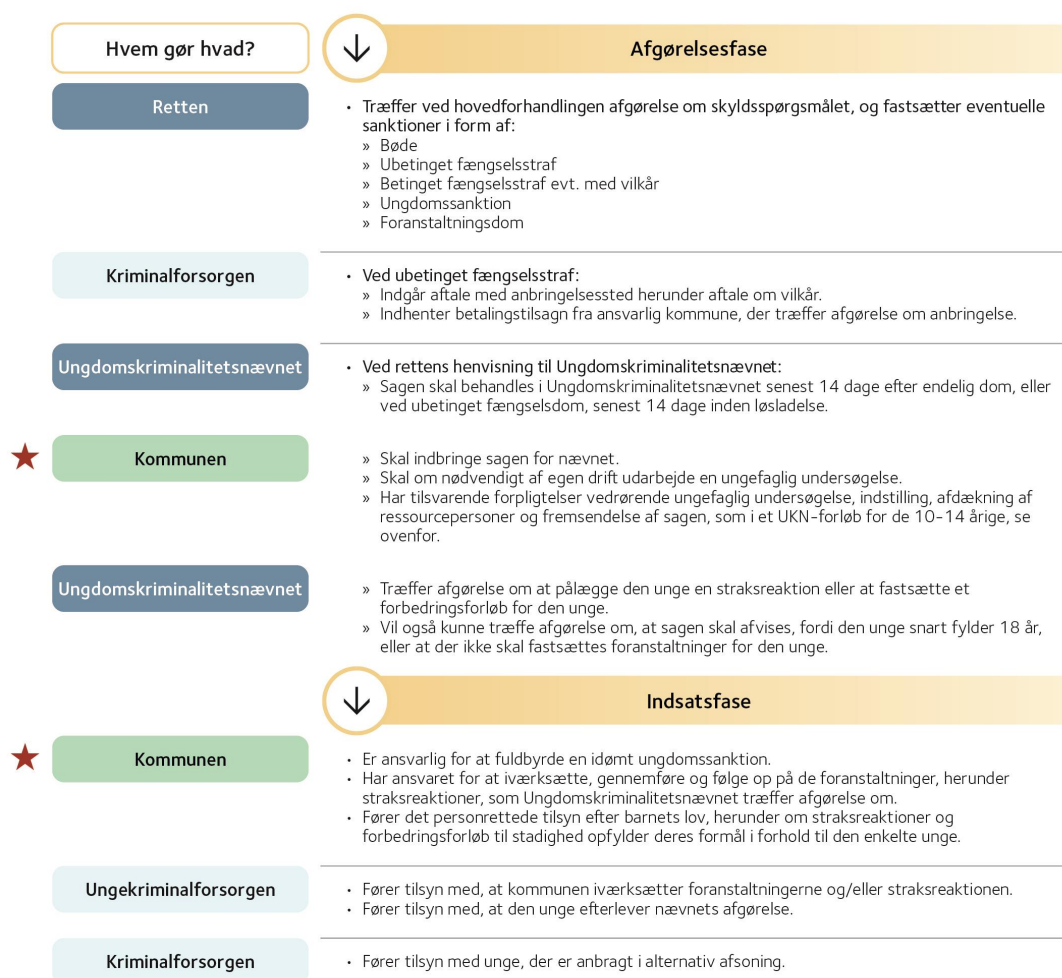 Hvem gør hvad?
Afgørelsesfase
Retten
• Træffer ved hovedforhandlingen afgørelse om skyldsspørgsmålet, og fastsætter eventuelle
sanktioner i form af:
» Bøde
» Ubetinget fængselsstraf
» Betinget fængselsstraf evt. med vilkår
» Ungdomssanktion
» Foranstaltningsdom
Kriminalforsorgen
• Ved ubetinget fængselsstraf:
» Indgår aftale med anbringelsessted herunder aftale om vilkår.
» Indhenter betalingstilsagn fra ansvarlig kommune, der træffer afgørelse om anbringelse.
Ungdomskriminalitetsnævnet
• Ved rettens henvisning til Ungdomskriminalitetsnævnet:
» Sagen skal behandles i Ungdomskriminalitetsnævnet senest 14 dage efter endelig dom, eller
ved ubetinget fængselsdom, senest 14 dage inden løsladelse.
Kommunen
» Skal indbringe sagen for nævnet.
» Skal om nødvendigt af egen drift udarbejde en ungefaglig undersøgelse.
» Har tilsvarende forpligtelser vedrørende ungefaglig undersøgelse, indstilling, afdækning af
ressourcepersoner og fremsendelse af sagen, som i et UKN-forløb for de 10-14 årige, se
ovenfor.
Ungdomskriminalitetsnævnet
» Træffer afgørelse om at pålægge den unge en straksreaktion eller at fastsætte et
forbedringsforløb for den unge.
» Vil også kunne træffe afgørelse om, at sagen skal afvises, fordi den unge snart fylder 18 år,
eller at der ikke skal fastsættes foranstaltninger for den unge.
Indsatsfase
Kommunen
• Er ansvarlig for at fuldbyrde en idømt ungdomssanktion.
• Har ansvaret for at iværksætte, gennemføre og følge op på de foranstaltninger, herunder
straksreaktioner, som Ungdomskriminalitetsnævnet træffer afgørelse om.
• Fører det personrettede tilsyn efter barnets lov, herunder om straksreaktioner og
forbedringsforløb til stadighed opfylder deres formål i forhold til den enkelte unge.
Ungekriminalforsorgen
• Fører tilsyn med, at kommunen iværksætter foranstaltningerne og/eller straksreaktionen.
• Fører tilsyn med, at den unge efterlever nævnets afgørelse.
Kriminalforsorgen
• Fører tilsyn med unge, der er anbragt i alternativ afsoning.